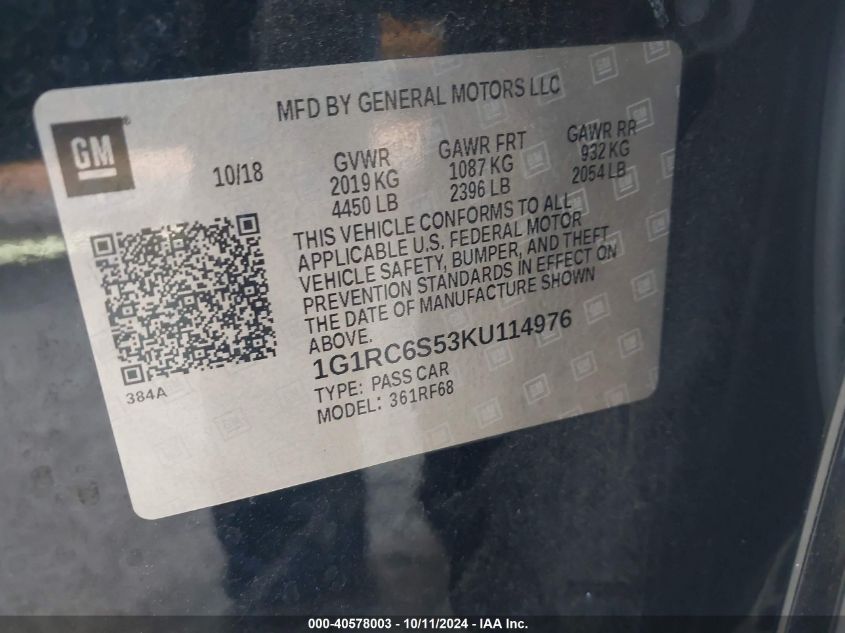 MFD BY GENERAL MOTORS LLC
GM®
10/18
GVWR
2019 KG
4450 LB
GAWR FRT
1087 KG
2396 LB
GAWR RR
932 KG
2054 LB
THIS VEHICLE CONFORMS TO ALL
APPLICABLE U.S. FEDERAL MOTOR
VEHICLE SAFETY, BUMPER, AND THEFT
PREVENTION STANDARDS IN EFFECT ON
THE DATE OF MANUFACTURE SHOWN
ABOVE.
1G1RC6S53KU114976
TYPE: PASS CAR
MODEL: 361RF68
384A
000-40578003 - 10/11/2024 - IAA Inc.